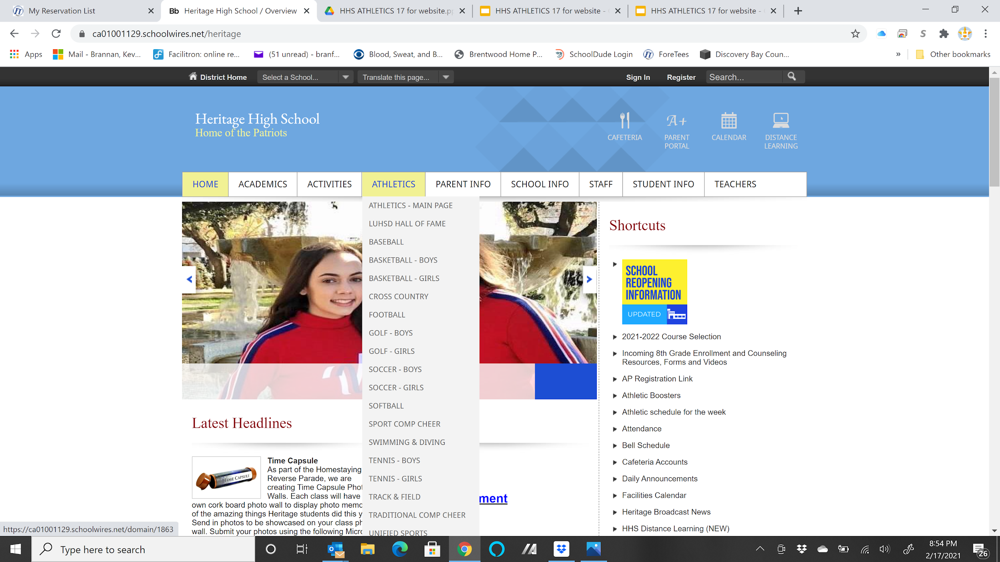 My Reservation List
Bb Heritage High School / Overview
HHS ATHLETICS 17 for website.pp
HHS ATHLETICS 17 for website -
HHS ATHLETICS 17 for website -
ca01001129.schoolwires.net/heritage
Apps
Mail - Brannan, Kev...
Facilitron: online re...
(51 unread) - branf...
Blood, Sweat, and B...
Brentwood Home P...
SchoolDude Login
ForeTees
Discovery Bay Coun...
»
Other bookmarks
District Home
Select a School...
Translate this page...
Sign In
Register
Search...
Heritage High School
Home of the Patriots
CAFETERIA
A+
PARENT
PORTAL
CALENDAR
DISTANCE
LEARNING
HOME
ACADEMICS
ACTIVITIES
ATHLETICS
PARENT INFO
SCHOOL INFO
STAFF
STUDENT INFO
TEACHERS
ATHLETICS - MAIN PAGE
LUHSD HALL OF FAME
BASEBALL
BASKETBALL - BOYS
BASKETBALL - GIRLS
CROSS COUNTRY
FOOTBALL
GOLF - BOYS
GOLF - GIRLS
SOCCER - BOYS
SOCCER - GIRLS
SOFTBALL
SPORT COMP CHEER
SWIMMING & DIVING
TENNIS - BOYS
TENNIS - GIRLS
TRACK & FIELD
TRADITIONAL COMP CHEER
UNIFIED SPORTS
Latest Headlines
TIME CAPSULE
Time Capsule
As part of the Homestaying
Reverse Parade, we are
creating Time Capsule Phot
Walls. Each class will have
own cork board photo wall to display photo memo
of the amazing things Heritage students did this y
Send in photos to be showcased on your class ph
wall. Submit your photos using the following Micro
ment
Shortcuts
SCHOOL
REOPENING
INFORMATION
UPDATED
2021-2022 Course Selection
Incoming 8th Grade Enrollment and Counseling
Resources, Forms and Videos
AP Registration Link
Athletic Boosters
Athletic schedule for the week
Attendance
Bell Schedule
Cafeteria Accounts
Daily Announcements
Facilities Calendar
Heritage Broadcast News
HHS Distance Learning (NEW)
https://ca01001129.schoolwires.net/domain/1863
Type here to search
8:54 PM
2/17/2021
26